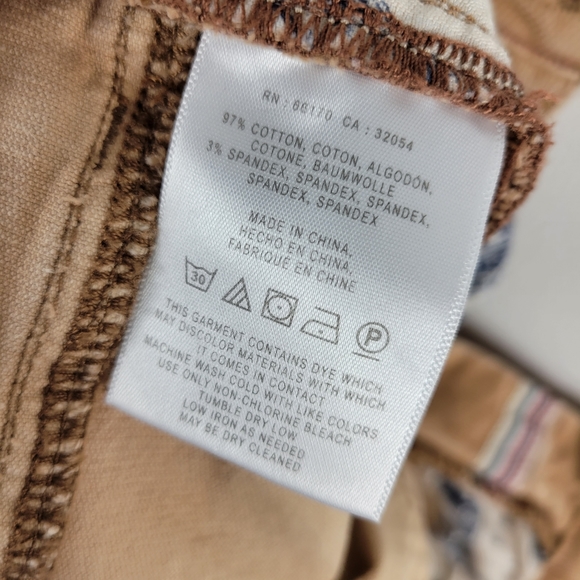 RN : 66170 CA : 32054
97% COTTON, COTON, ALGODÓN,
COTONE, BAUMWOLLE
3% SPANDEX, SPANDEX, SPANDEX,
SPANDEX, SPANDEX
MADE IN CHINA,
HECHO EN CHINA,
FABRIQUÉ EN CHINE
30 P
THIS GARMENT CONTAINS DYE WHICH
MAY DISCOLOR MATERIALS WITH WHICH
IT COMES IN CONTACT
MACHINE WASH COLD WITH LIKE COLORS
USE ONLY NON-CHLORINE BLEACH
TUMBLE DRY LOW
LOW IRON AS NEEDED
MAY BE DRY CLEANED